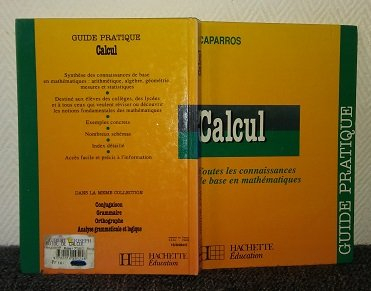 GUIDE PRATIQUE
Calcul
Synthèse des connaissances de base
en mathématiques : arithmétique, algèbre, géométrie,
mesures et statistiques
Destiné aux élèves des collèges, des lycées
et à tous ceux qui veulent réviser ou découvrir
les notions fondamentales des mathématiques
Exemples concrets
Nombreux schémas
Index détaillé
Accès facile et précis à l'information
DANS LA MÊME COLLECTION
Conjugaison
Grammaire
Orthographe
Analyse grammaticale et logique
HACHETTE
Éducation
CAPARROS
Calcul
Toutes les connaissances
de base en mathématiques
HACHETTE
Éducation
GUIDE PRATIQUE